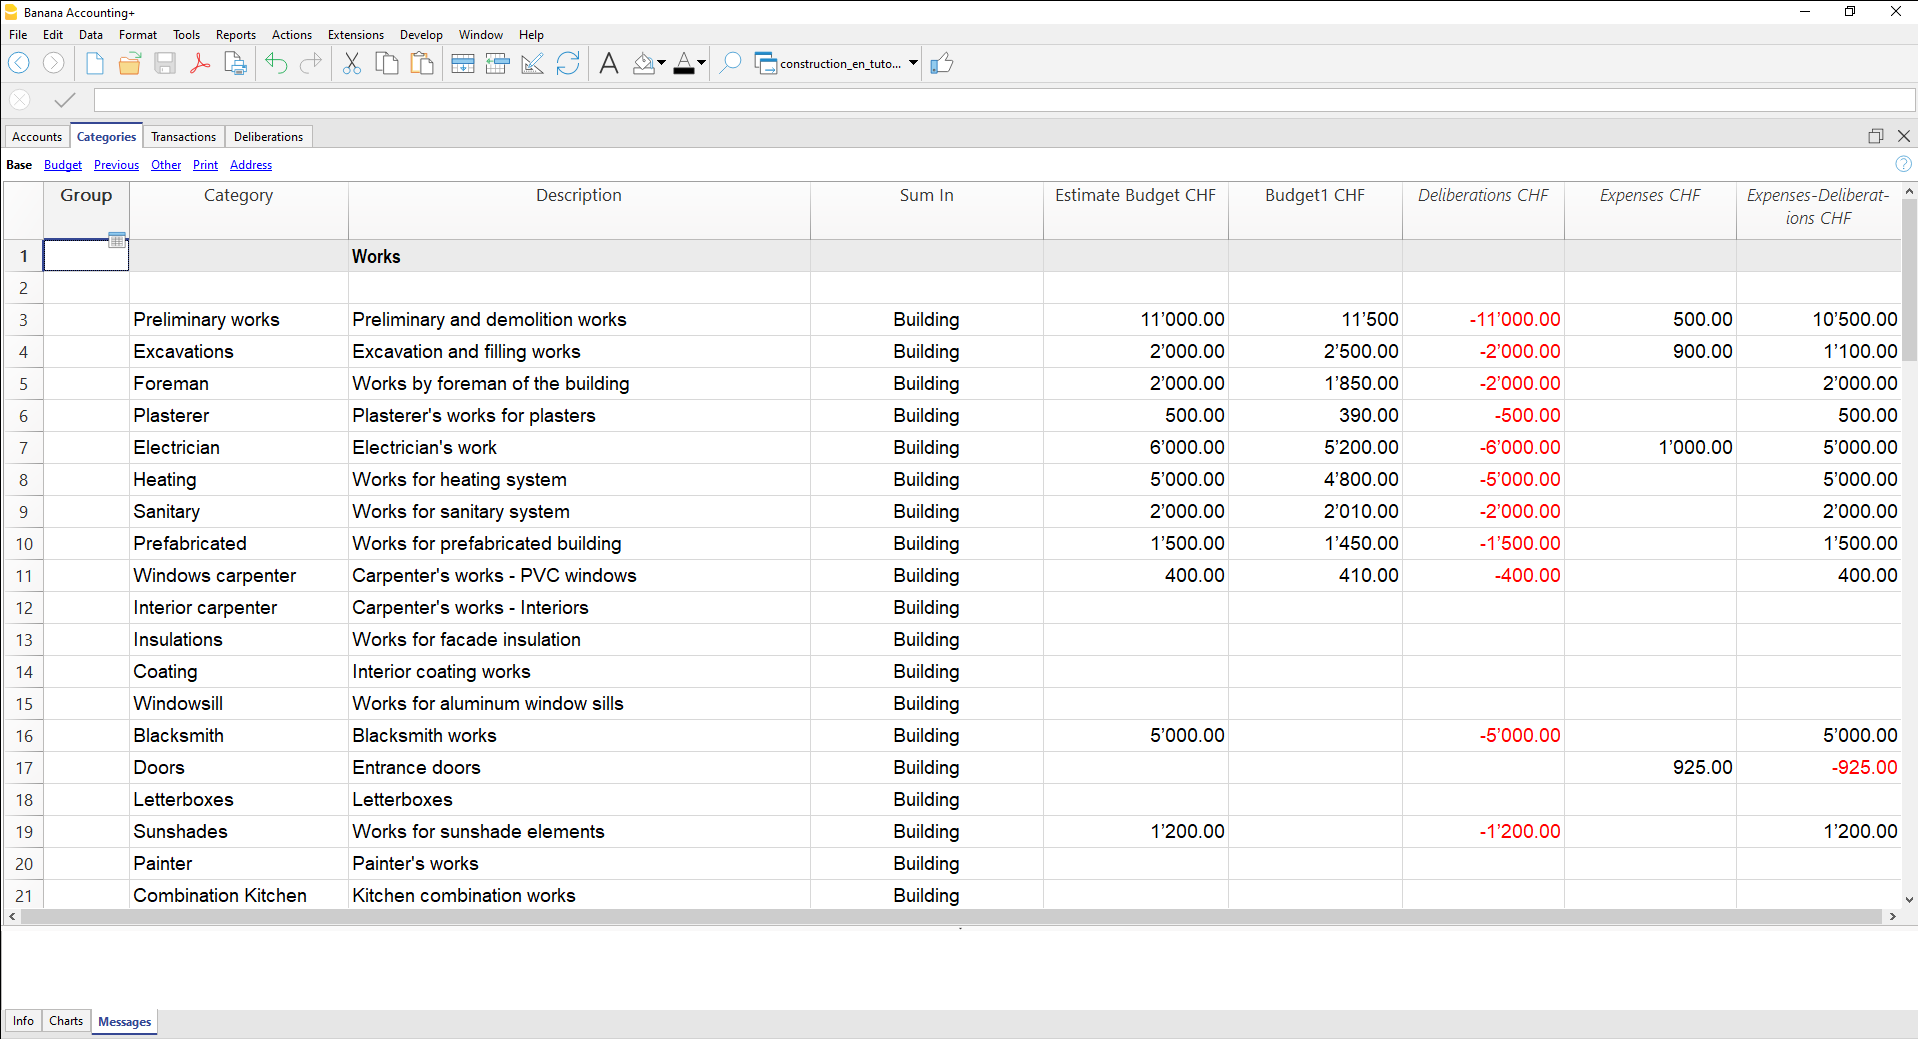 Banana Accounting+
File Edit Data Format Tools Reports Actions Extensions Develop Window Help
construction_en_tuto...
Accounts Categories Transactions Deliberations
Base Budget Previous Other Print Address
Group Category Description Sum In Estimate Budget CHF Budget1 CHF Deliberations CHF Expenses CHF Expenses-Deliberat-
ions CHF
1 Works
2
3 Preliminary works Preliminary and demolition works Building 11’000.00 11’500 -11’000.00 500.00 10’500.00
4 Excavations Excavation and filling works Building 2’000.00 2’500.00 -2’000.00 900.00 1’100.00
5 Foreman Works by foreman of the building Building 2’000.00 1’850.00 -2’000.00 2’000.00
6 Plasterer Plasterer's works for plasters Building 500.00 390.00 -500.00 500.00
7 Electrician Electrician's work Building 6’000.00 5’200.00 -6’000.00 1’000.00 5’000.00
8 Heating Works for heating system Building 5’000.00 4’800.00 -5’000.00 5’000.00
9 Sanitary Works for sanitary system Building 2’000.00 2’010.00 -2’000.00 2’000.00
10 Prefabricated Works for prefabricated building Building 1’500.00 1’450.00 -1’500.00 1’500.00
11 Windows carpenter Carpenter's works - PVC windows Building 400.00 410.00 -400.00 400.00
12 Interior carpenter Carpenter's works - Interiors Building
13 Insulations Works for facade insulation Building
14 Coating Interior coating works Building
15 Windowsill Works for aluminum window sills Building
16 Blacksmith Blacksmith works Building 5’000.00 -5’000.00 5’000.00
17 Doors Entrance doors Building 925.00 -925.00
18 Letterboxes Letterboxes Building
19 Sunshades Works for sunshade elements Building 1’200.00 -1’200.00 1’200.00
20 Painter Painter's works Building
21 Combination Kitchen Kitchen combination works Building
Info Charts Messages